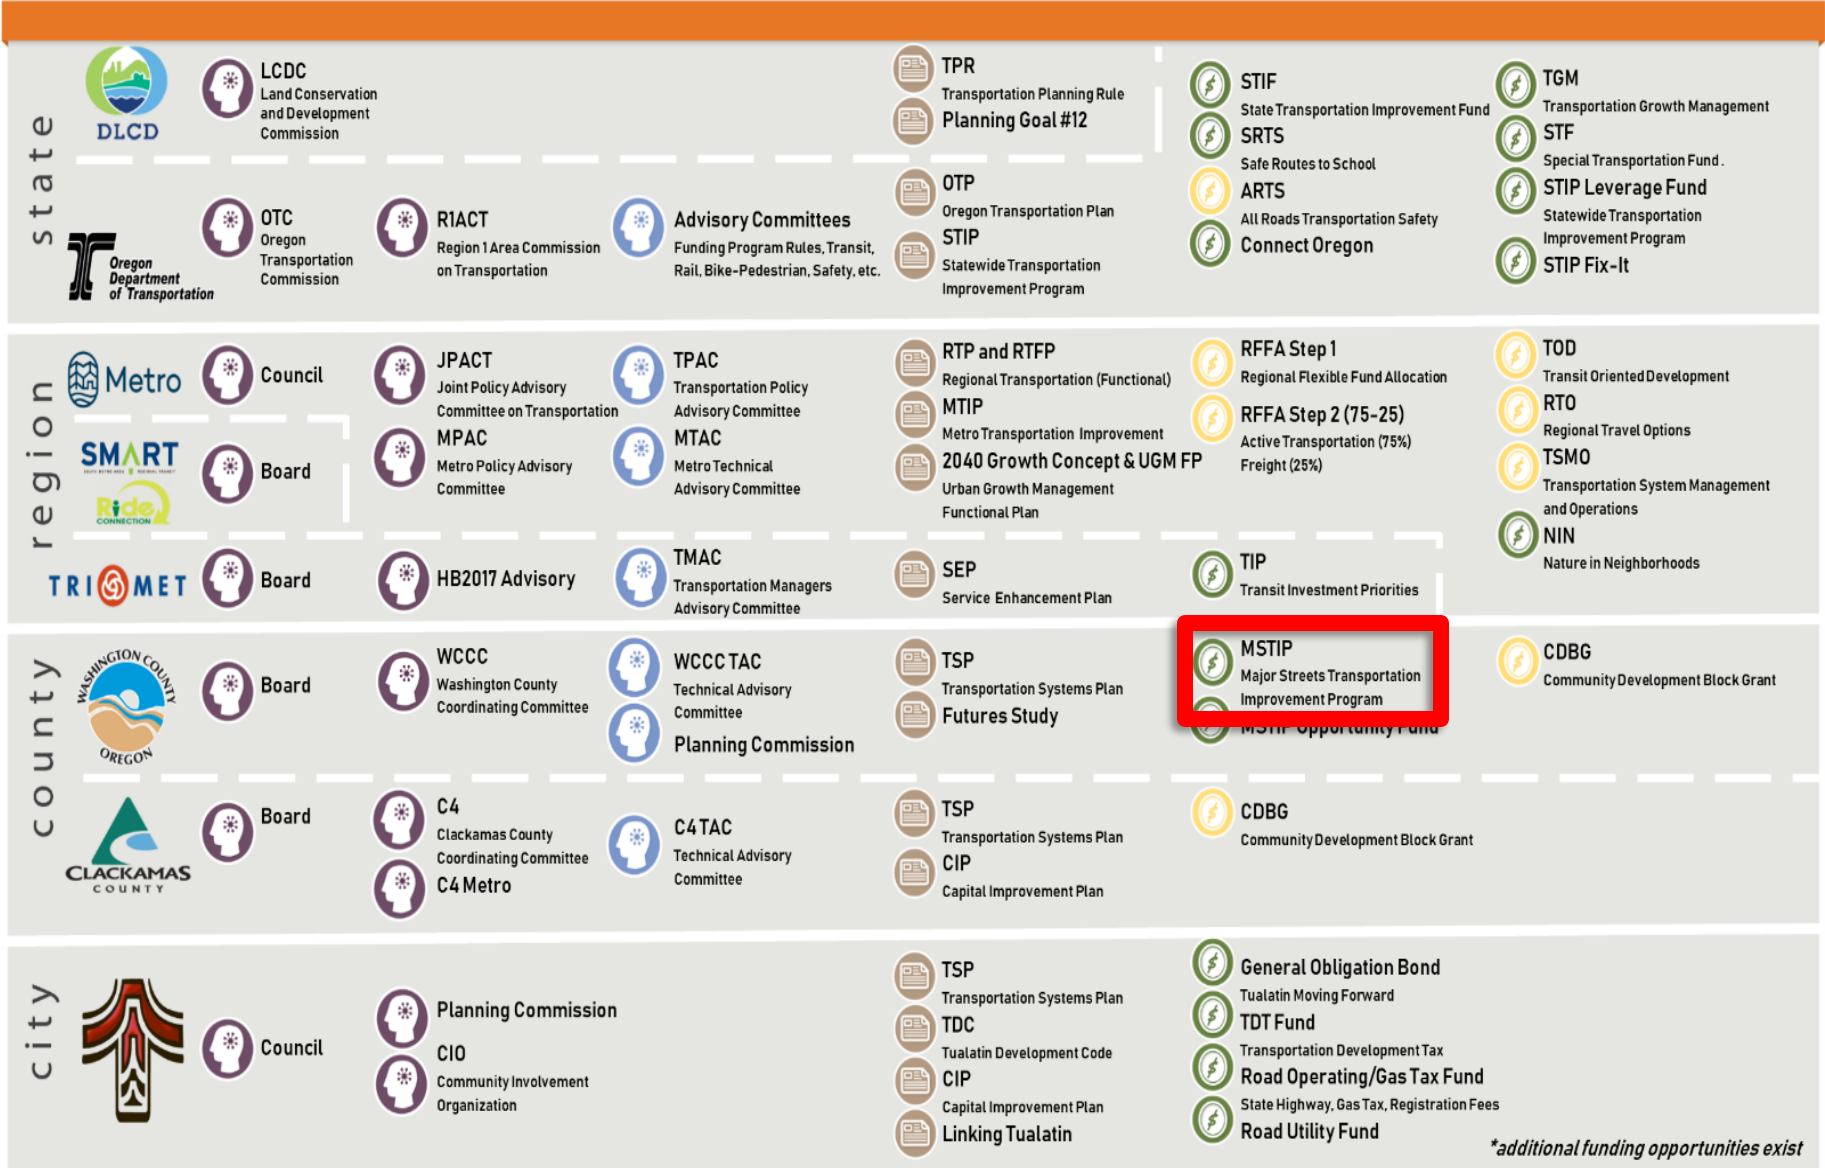 state
DLCD
LCDC
Land Conservation
and Development
Commission
TPR
Transportation Planning Rule
Planning Goal #12
STIF
State Transportation Improvement Fund
SRTS
Safe Routes to School
ARTS
All Roads Transportation Safety
Connect Oregon
TGM
Transportation Growth Management
STF
Special Transportation Fund .
STIP Leverage Fund
Statewide Transportation
Improvement Program
STIP Fix-It
Oregon
Department
of Transportation
OTC
Oregon
Transportation
Commission
R1ACT
Region 1 Area Commission
on Transportation
Advisory Committees
Funding Program Rules, Transit,
Rail, Bike-Pedestrian, Safety, etc.
OTP
Oregon Transportation Plan
STIP
Statewide Transportation
Improvement Program
region
Metro
Council
JPACT
Joint Policy Advisory
Committee on Transportation
MPAC
Metro Policy Advisory
Committee
TPAC
Transportation Policy
Advisory Committee
MTAC
Metro Technical
Advisory Committee
RTP and RTFP
Regional Transportation (Functional)
MTIP
Metro Transportation Improvement
2040 Growth Concept & UGM FP
Urban Growth Management
Functional Plan
RFFA Step 1
Regional Flexible Fund Allocation
RFFA Step 2 (75-25)
Active Transportation (75%)
Freight (25%)
TOD
Transit Oriented Development
RTO
Regional Travel Options
TSMO
Transportation System Management
and Operations
NIN
Nature in Neighborhoods
SMART
SOUTH METRO AREA REGIONAL TRANSIT
Ride
CONNECTION
Board
TRI MET
Board
HB2017 Advisory
TMAC
Transportation Managers
Advisory Committee
SEP
Service Enhancement Plan
TIP
Transit Investment Priorities
county
WASHINGTON COUNTY
OREGON
Board
WCCC
Washington County
Coordinating Committee
WCCC TAC
Technical Advisory
Committee
Planning Commission
TSP
Transportation Systems Plan
Futures Study
MSTIP
Major Streets Transportation
Improvement Program
MSTIP Opportunity Fund
CDBG
Community Development Block Grant
CLACKAMAS
COUNTY
Board
C4
Clackamas County
Coordinating Committee
C4 Metro
C4 TAC
Technical Advisory
Committee
TSP
Transportation Systems Plan
CIP
Capital Improvement Plan
CDBG
Community Development Block Grant
city
Council
Planning Commission
CIO
Community Involvement
Organization
TSP
Transportation Systems Plan
TDC
Tualatin Development Code
CIP
Capital Improvement Plan
Linking Tualatin
General Obligation Bond
Tualatin Moving Forward
TDT Fund
Transportation Development Tax
Road Operating/Gas Tax Fund
State Highway, Gas Tax, Registration Fees
Road Utility Fund
*additional funding opportunities exist